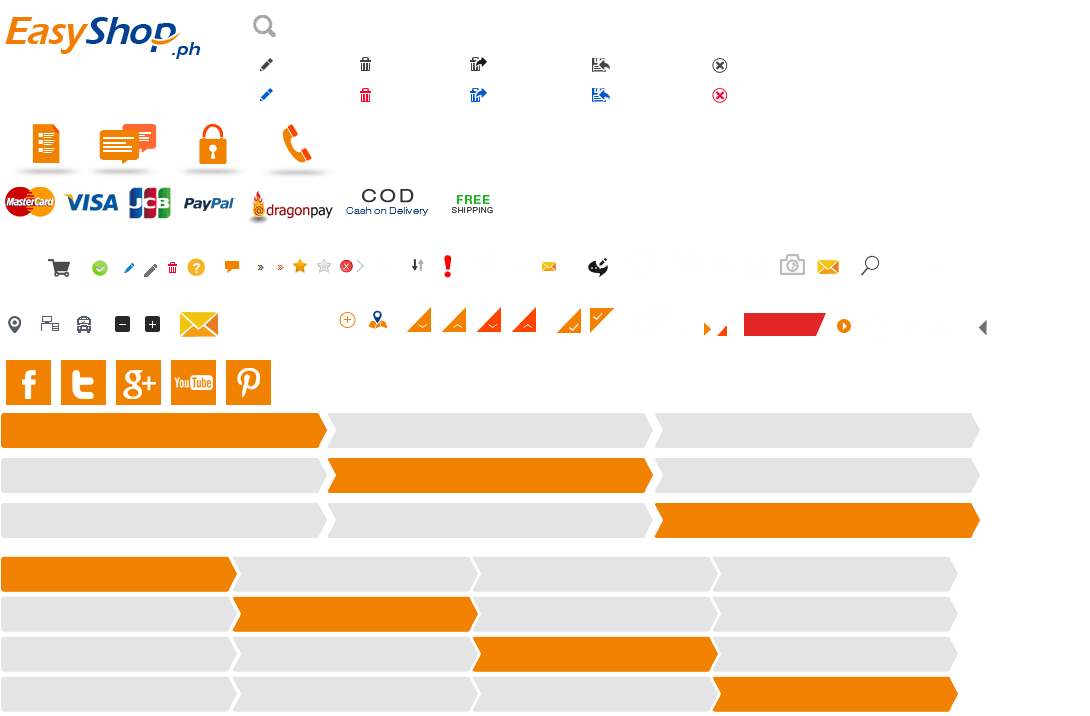 EasyShop
.ph
MasterCard
VISA
JCB
PayPal
dragonpay
COD
Cash on Delivery
FREE
SHIPPING
?
f
t
g+
YouTube
P